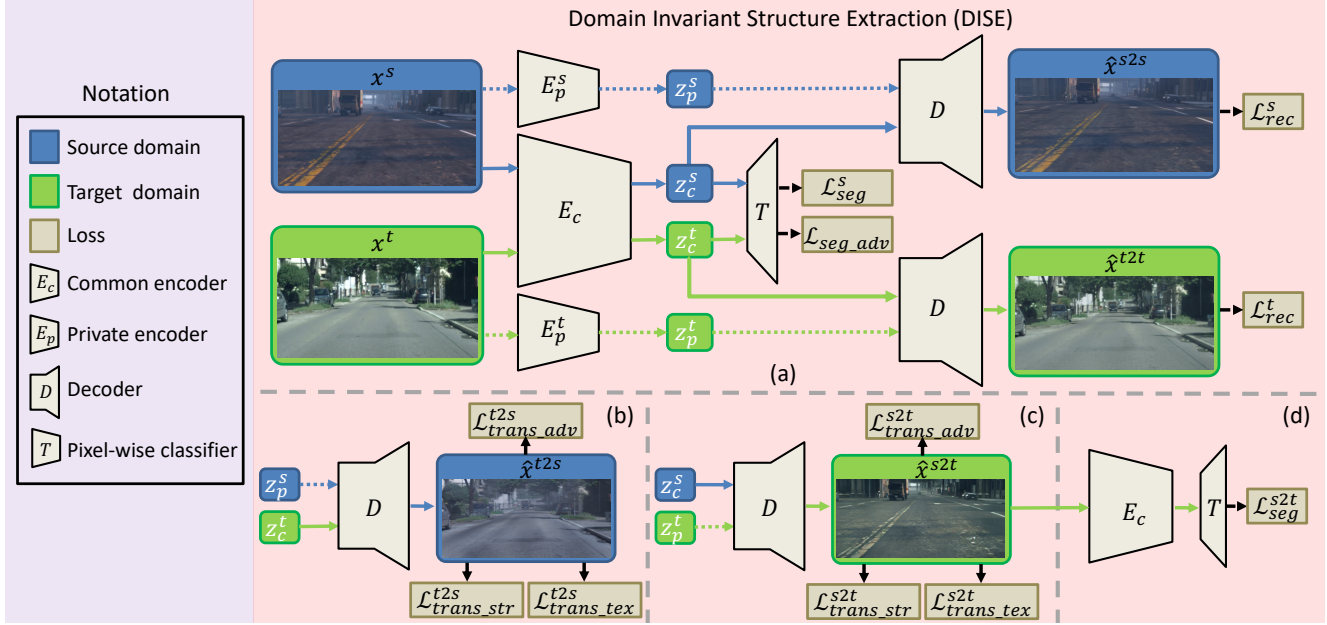 Domain Invariant Structure Extraction (DISE)
Notation
Source domain
Target domain
Loss
E_c Common encoder
E_p Private encoder
D Decoder
T Pixel-wise classifier
x^s
E_p^s
z_p^s
D
x̂^{s2s}
ℒ_{rec}^s
E_c
z_c^s
T
ℒ_{seg}^s
ℒ_{seg_adv}
x^t
z_c^t
E_p^t
z_p^t
D
x̂^{t2t}
ℒ_{rec}^t
(a)
(b)
ℒ_{trans_adv}^{t2s}
z_p^s
z_c^t
D
x̂^{t2s}
ℒ_{trans_str}^{t2s}
ℒ_{trans_tex}^{t2s}
(c)
ℒ_{trans_adv}^{s2t}
z_c^s
z_p^t
D
x̂^{s2t}
ℒ_{trans_str}^{s2t}
ℒ_{trans_tex}^{s2t}
(d)
E_c
T
ℒ_{seg}^{s2t}